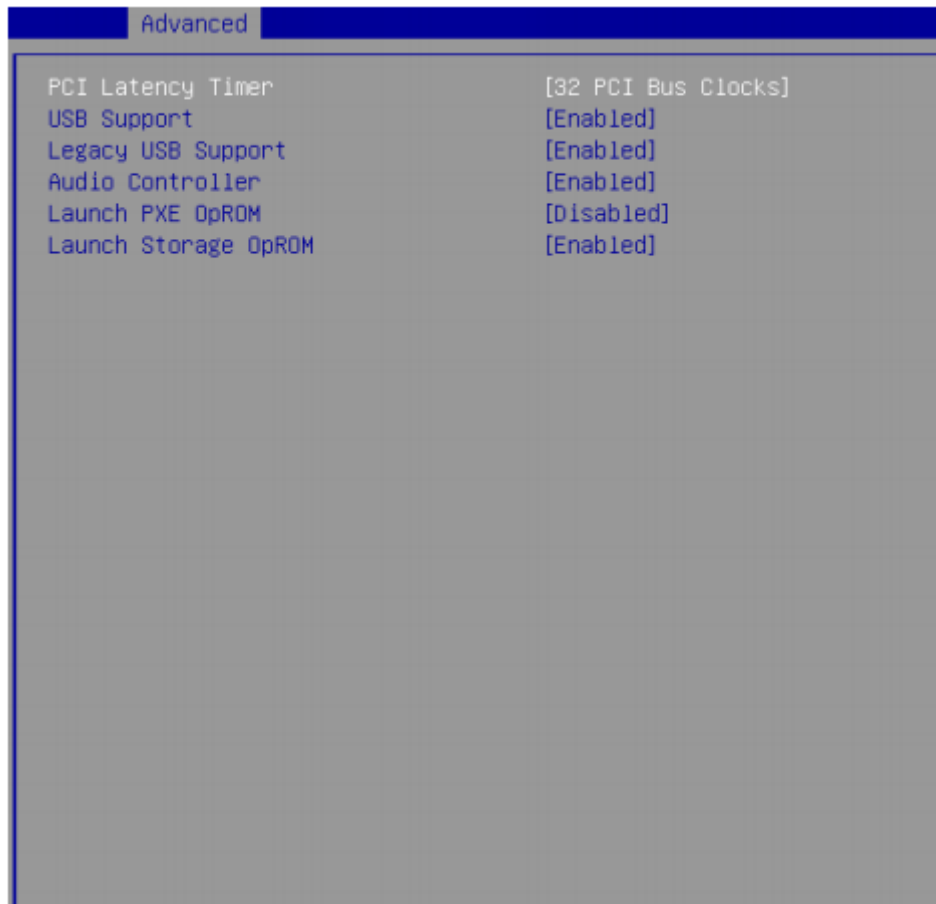 Advanced
PCI Latency Timer [32 PCI Bus Clocks]
USB Support [Enabled]
Legacy USB Support [Enabled]
Audio Controller [Enabled]
Launch PXE OpROM [Disabled]
Launch Storage OpROM [Enabled]